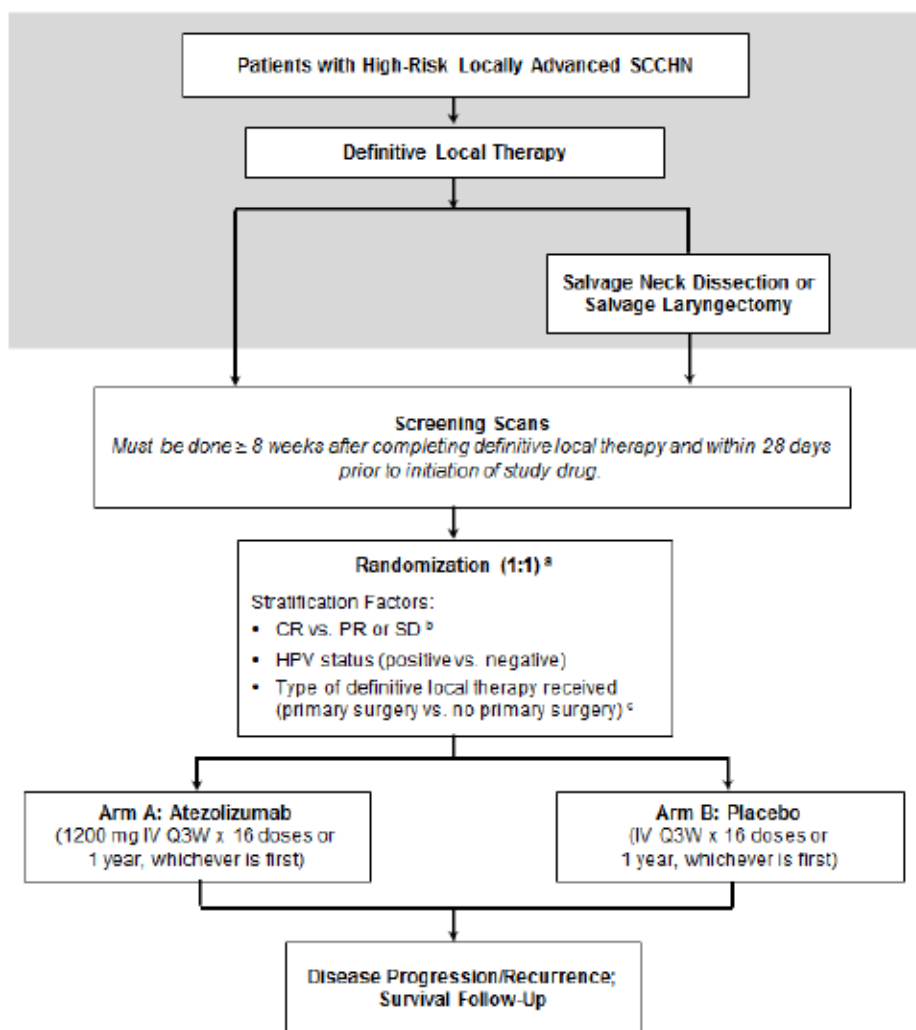 Patients with High-Risk Locally Advanced SCCHN
Definitive Local Therapy
Salvage Neck Dissection or
Salvage Laryngectomy
Screening Scans
Must be done ≥ 8 weeks after completing definitive local therapy and within 28 days
prior to initiation of study drug.
Randomization (1:1) a
Stratification Factors:
• CR vs. PR or SD b
• HPV status (positive vs. negative)
• Type of definitive local therapy received
(primary surgery vs. no primary surgery) c
Arm A: Atezolizumab
(1200 mg IV Q3W x 16 doses or
1 year, whichever is first)
Arm B: Placebo
(IV Q3W x 16 doses or
1 year, whichever is first)
Disease Progression/Recurrence;
Survival Follow-Up